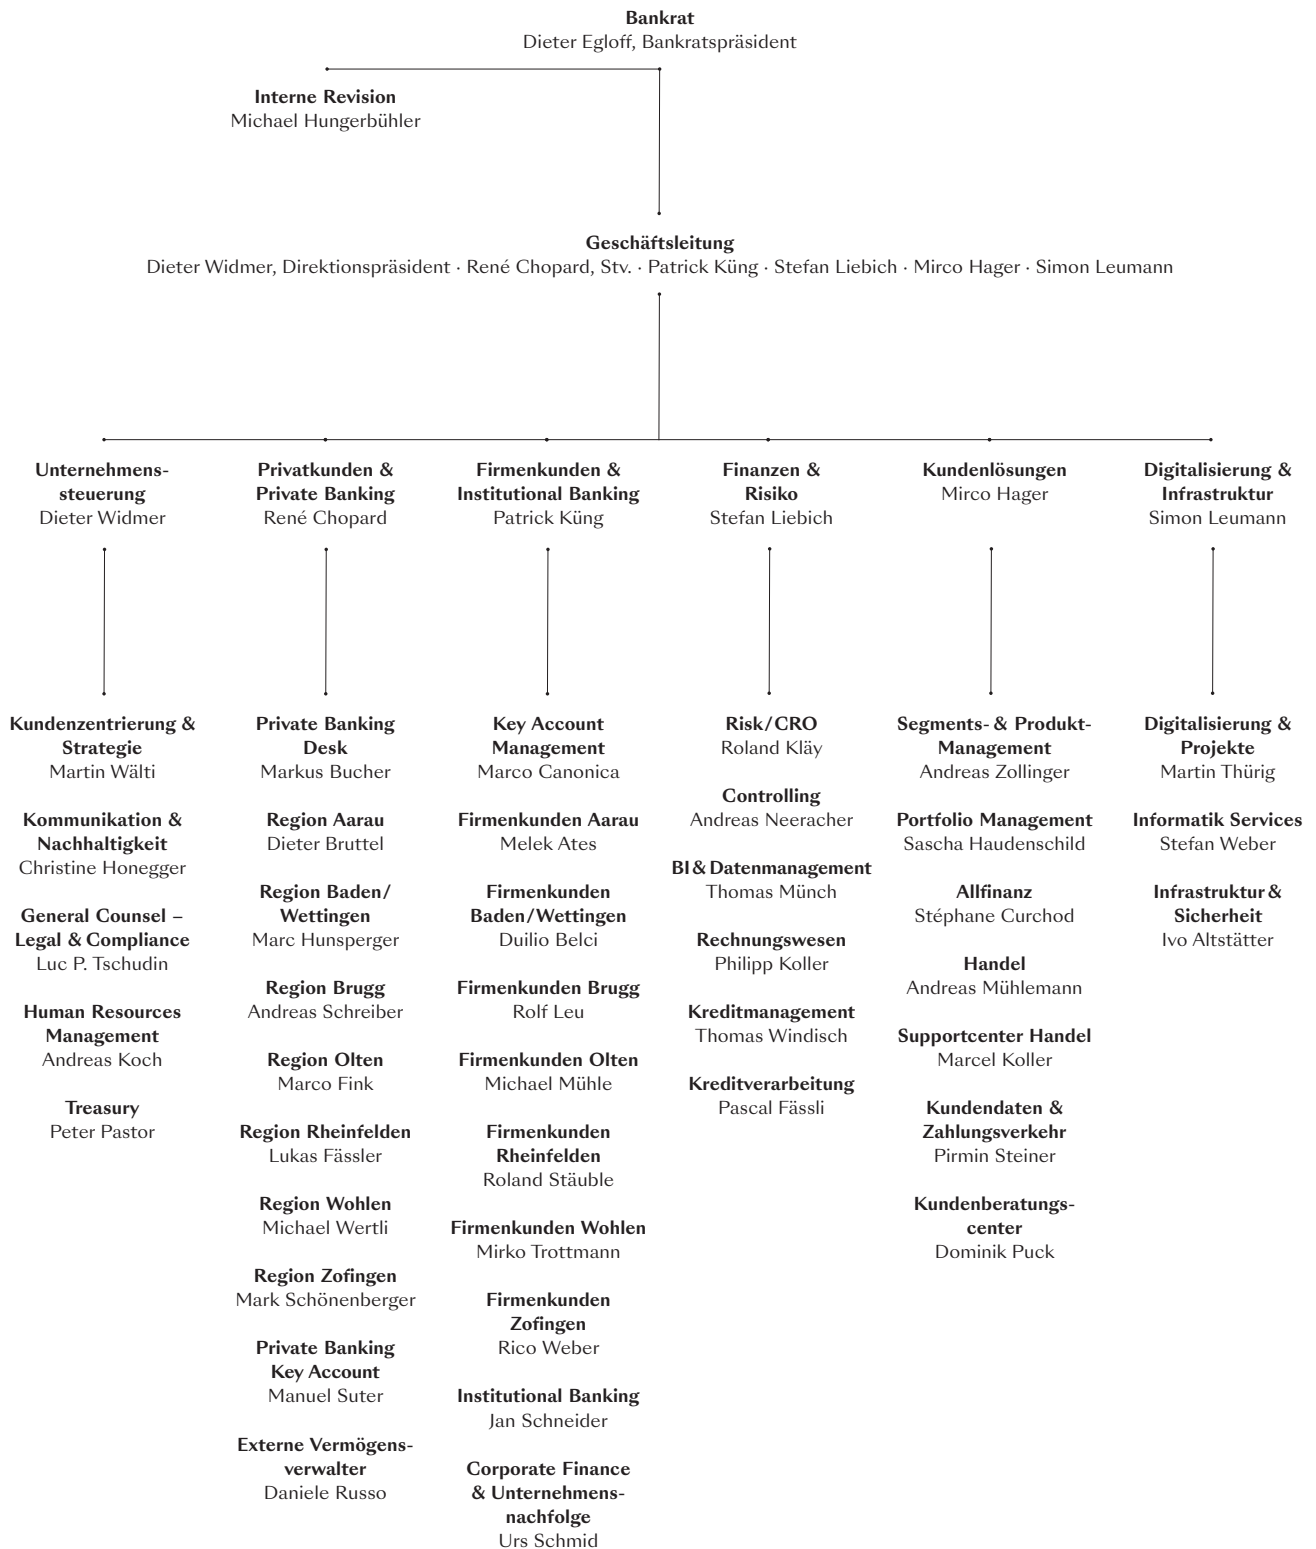 Bankrat
Dieter Egloff, Bankratspräsident
Interne Revision
Michael Hungerbühler
Geschäftsleitung
Dieter Widmer, Direktionspräsident · René Chopard, Stv. · Patrick Küng · Stefan Liebich · Mirco Hager · Simon Leumann
Unternehmens-
steuerung
Dieter Widmer
Privatkunden &
Private Banking
René Chopard
Firmenkunden &
Institutional Banking
Patrick Küng
Finanzen &
Risiko
Stefan Liebich
Kundenlösungen
Mirco Hager
Digitalisierung &
Infrastruktur
Simon Leumann
Kundenzentrierung &
Strategie
Martin Wälti
Kommunikation &
Nachhaltigkeit
Christine Honegger
General Counsel –
Legal & Compliance
Luc P. Tschudin
Human Resources
Management
Andreas Koch
Treasury
Peter Pastor
Private Banking
Desk
Markus Bucher
Region Aarau
Dieter Bruttel
Region Baden/
Wettingen
Marc Hunsperger
Region Brugg
Andreas Schreiber
Region Olten
Marco Fink
Region Rheinfelden
Lukas Fässler
Region Wohlen
Michael Wertli
Region Zofingen
Mark Schönenberger
Private Banking
Key Account
Manuel Suter
Externe Vermögens-
verwalter
Daniele Russo
Key Account
Management
Marco Canonica
Firmenkunden Aarau
Melek Ates
Firmenkunden
Baden/Wettingen
Duilio Belci
Firmenkunden Brugg
Rolf Leu
Firmenkunden Olten
Michael Mühle
Firmenkunden
Rheinfelden
Roland Stäuble
Firmenkunden Wohlen
Mirko Trottmann
Firmenkunden
Zofingen
Rico Weber
Institutional Banking
Jan Schneider
Corporate Finance
& Unternehmens-
nachfolge
Urs Schmid
Risk/CRO
Roland Kläy
Controlling
Andreas Neeracher
BI & Datenmanagement
Thomas Münch
Rechnungswesen
Philipp Koller
Kreditmanagement
Thomas Windisch
Kreditverarbeitung
Pascal Fässli
Segments- & Produkt-
Management
Andreas Zollinger
Portfolio Management
Sascha Haudenschild
Allfinanz
Stéphane Curchod
Handel
Andreas Mühlemann
Supportcenter Handel
Marcel Koller
Kundendaten &
Zahlungsverkehr
Pirmin Steiner
Kundenberatungs-
center
Dominik Puck
Digitalisierung &
Projekte
Martin Thürig
Informatik Services
Stefan Weber
Infrastruktur &
Sicherheit
Ivo Altstätter